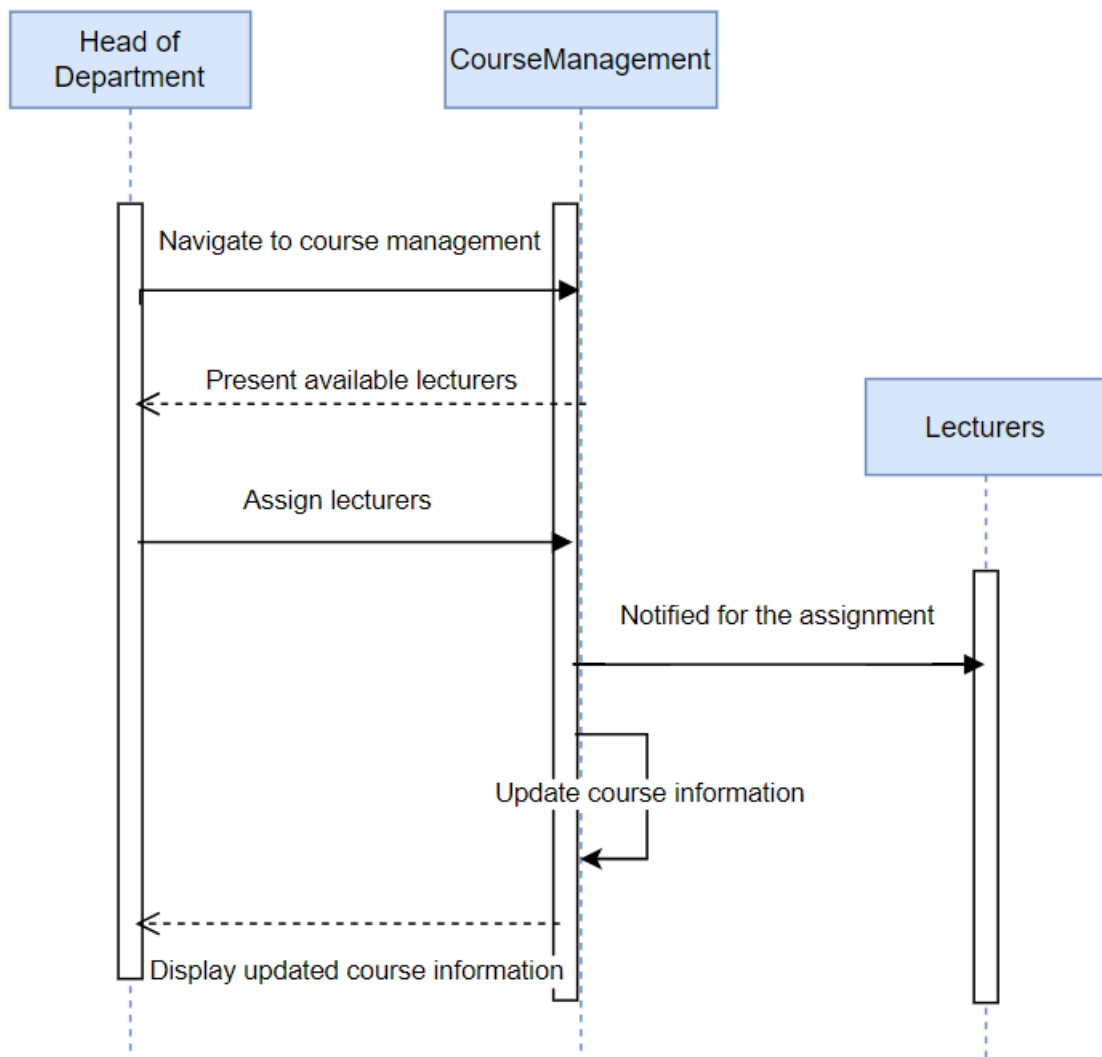 Head of
Department
CourseManagement
Navigate to course management
Present available lecturers
Lecturers
Assign lecturers
Notified for the assignment
Update course information
Display updated course information